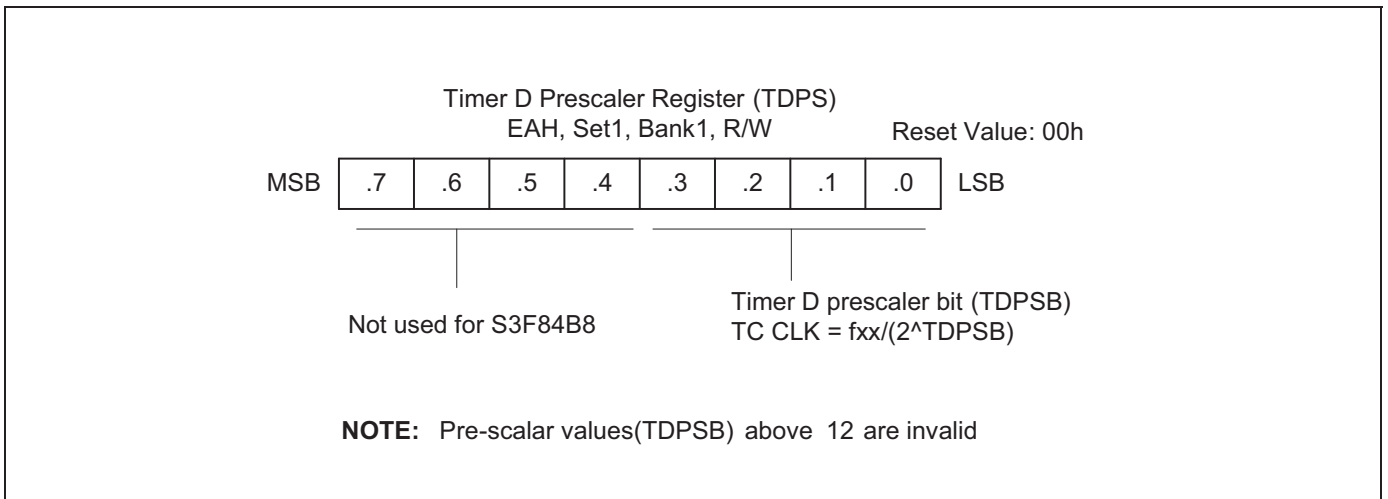 Timer D Prescaler Register (TDPS)
EAH, Set1, Bank1, R/W
Reset Value: 00h
MSB .7 .6 .5 .4 .3 .2 .1 .0 LSB
Not used for S3F84B8
Timer D prescaler bit (TDPSB)
TC CLK = fxx/(2^TDPSB)
NOTE: Pre-scalar values(TDPSB) above 12 are invalid